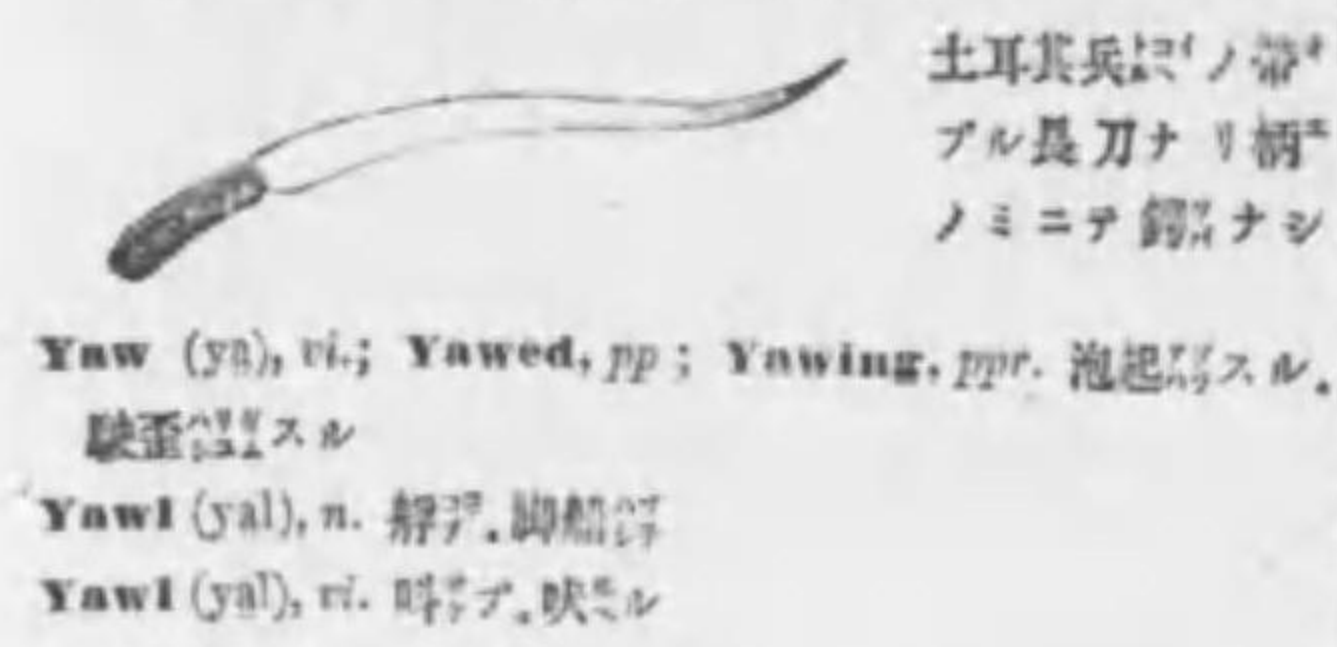 土耳其兵ノ帯
ブル長刀ナリ柄
ノミニテ鍔ナシ
Yaw (ya), vi.; Yawed, pp; Yawing, ppr. 泡起スル.
駛歪スル
Yawl (yal), n. 艀. 脚船
Yawl (yal), vi. 叫ブ. 吠ル